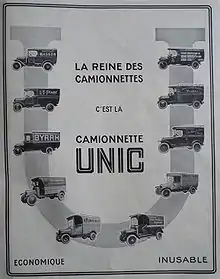 LA REINE DES
CAMIONNETTES
C'EST LA
CAMIONNETTE
UNIC
BYRRH
ECONOMIQUE
INUSABLE